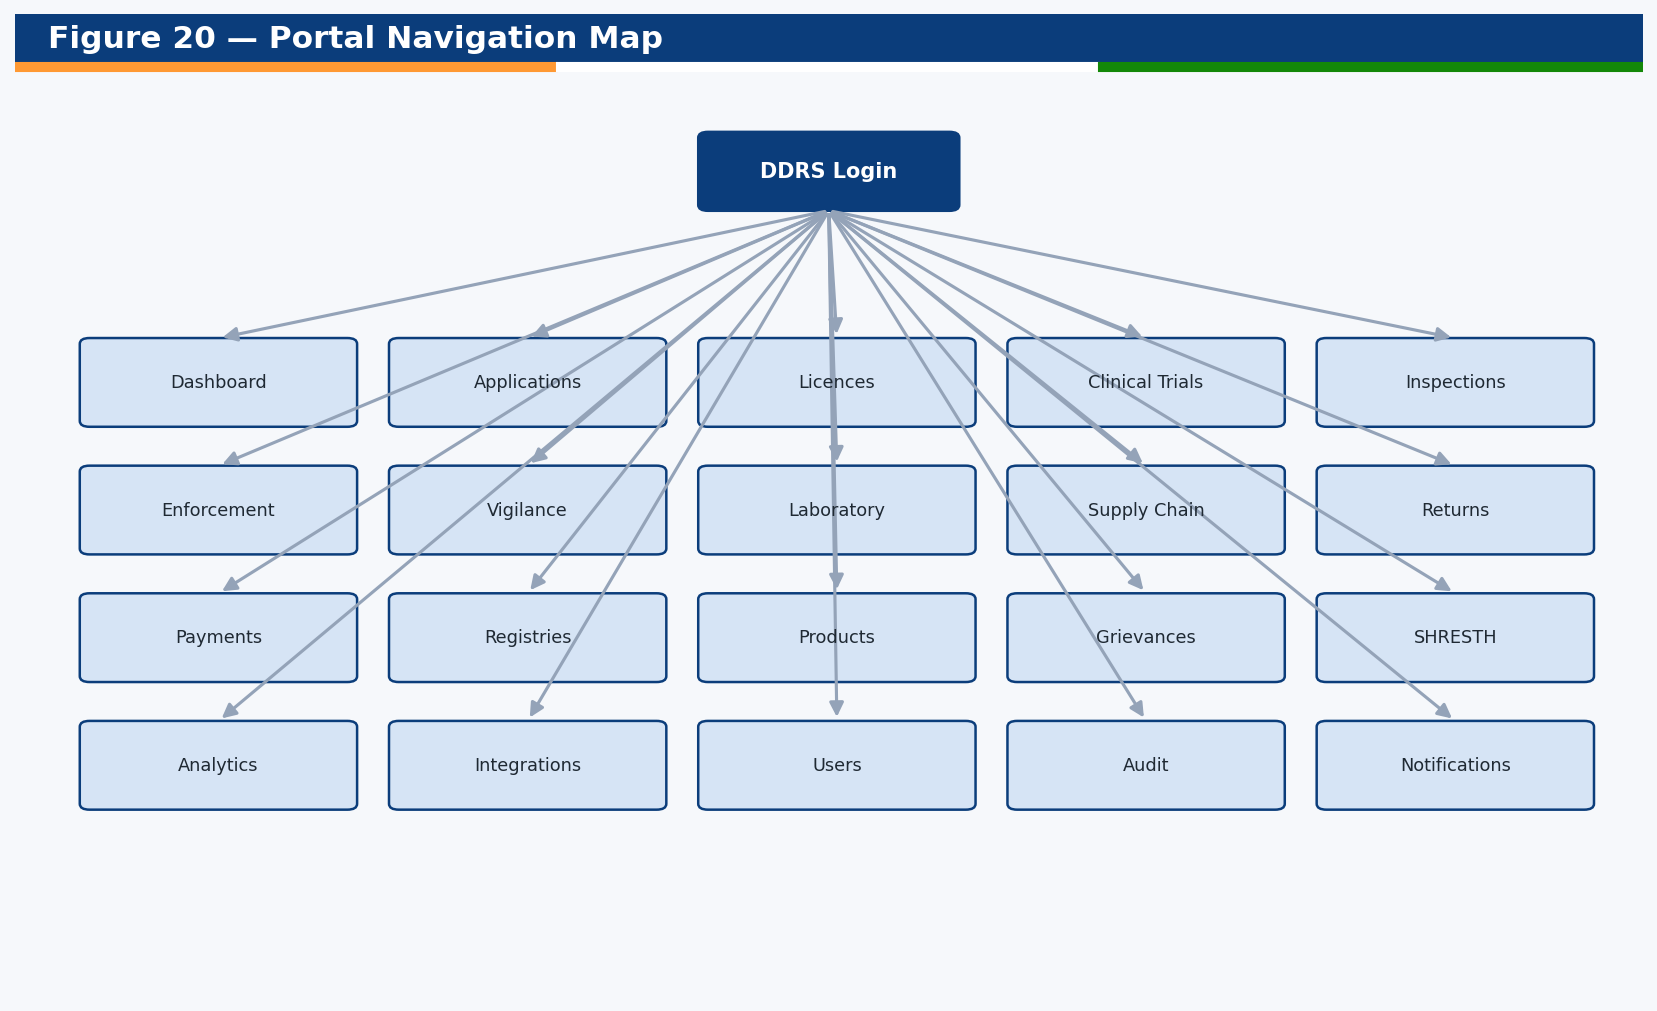 Figure 20 — Portal Navigation Map
DDRS Login
Dashboard
Applications
Licences
Clinical Trials
Inspections
Enforcement
Vigilance
Laboratory
Supply Chain
Returns
Payments
Registries
Products
Grievances
SHRESTH
Analytics
Integrations
Users
Audit
Notifications